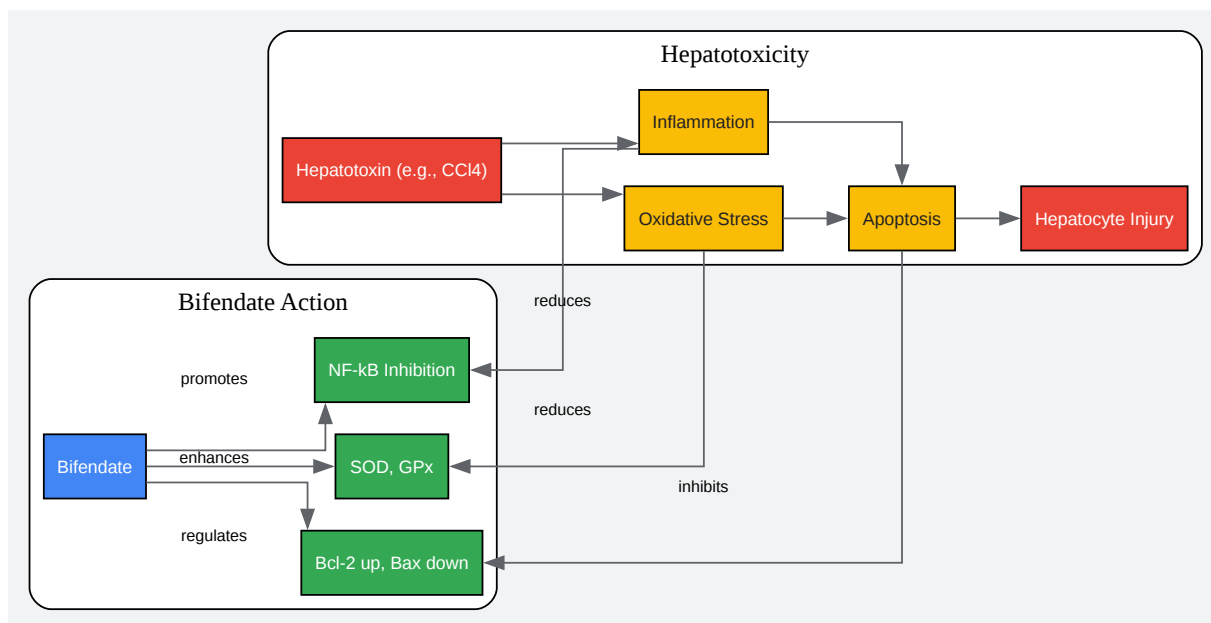 Hepatotoxicity
Inflammation
Hepatotoxin (e.g., CCl4)
Oxidative Stress
Apoptosis
Hepatocyte Injury
reduces
Bifendate Action
NF-kB Inhibition
promotes
reduces
Bifendate
enhances
SOD, GPx
inhibits
regulates
Bcl-2 up, Bax down